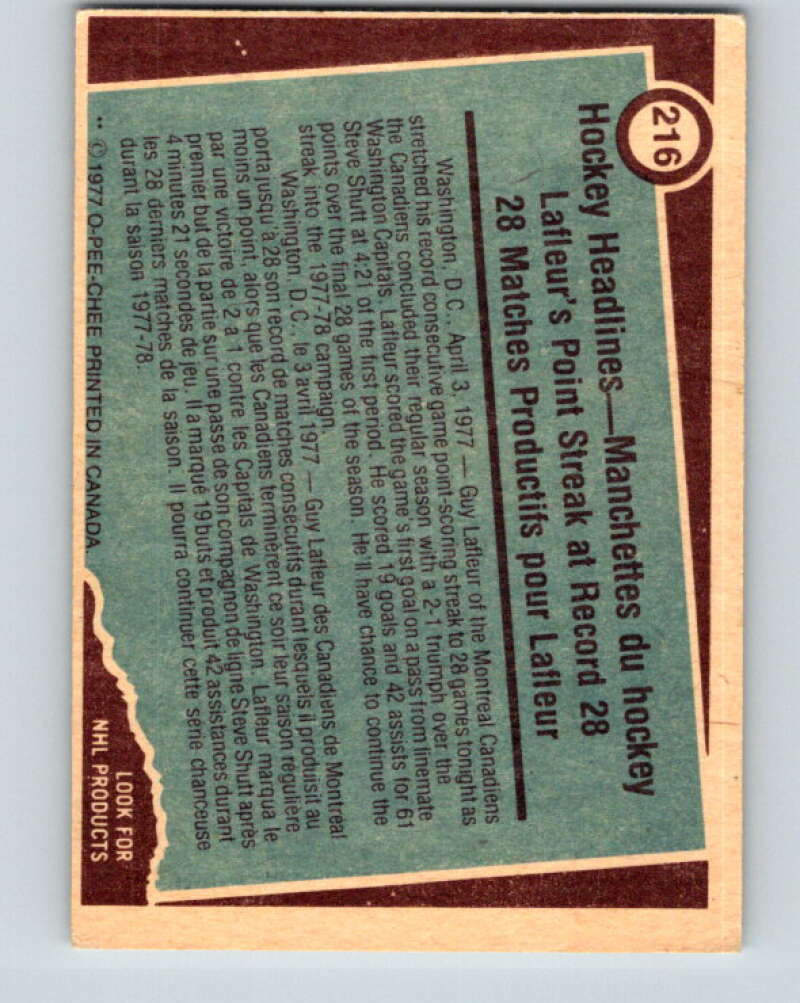 216
Hockey Headlines—Manchettes du hockey
Lafleur's Point Streak at Record 28
28 Matches Productifs pour Lafleur
Washington, D.C., April 3, 1977 — Guy Lafleur of the Montreal Canadiens
stretched his record consecutive game point-scoring streak to 28 games tonight as
the Canadiens concluded their regular season with a 2-1 triumph over the
Washington Capitals. Lafleur scored the game's first goal on a pass from linemate
Steve Shutt at 4:21 of the first period. He scored 19 goals and 42 assists for 61
points over the final 28 games of the season. He'll have chance to continue the
streak into the 1977-78 campaign.
Washington, D.C., le 3 avril 1977 — Guy Lafleur des Canadiens de Montréal
porta jusqu'à 28 son record de matches consécutifs durant lesquels il produisit au
moins un point, alors que les Canadiens terminèrent ce soir leur saison régulière
par une victoire de 2 à 1 contre les Capitals de Washington. Lafleur marqua le
premier but de la partie sur une passe de son compagnon de ligne Steve Shutt après
4 minutes 21 secondes de jeu. Il a marqué 19 buts et produit 42 assistances durant
les 28 derniers matches de la saison. Il pourra continuer cette série chanceuse
durant la saison 1977-78.
** © 1977 O-PEE-CHEE PRINTED IN CANADA.
LOOK FOR
NHL PRODUCTS